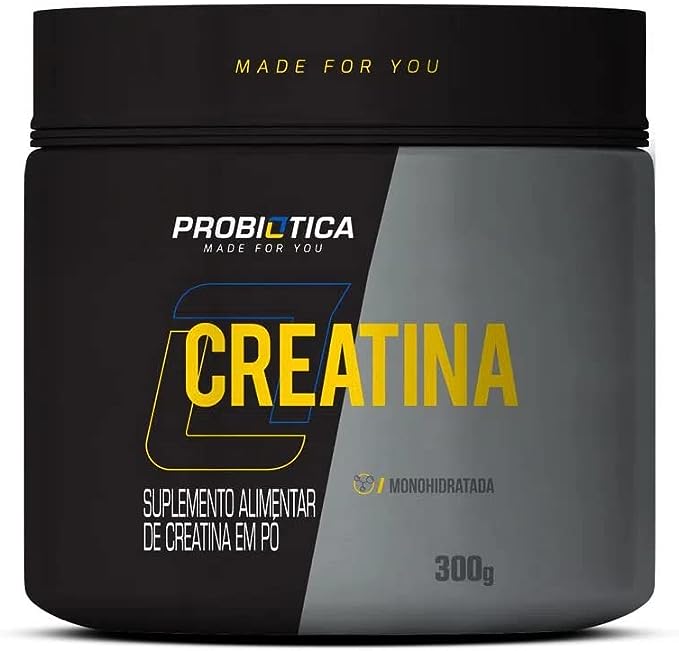 MADE FOR YOU
PROBIOTICA
MADE FOR YOU
CREATINA
MONOHIDRATADA
SUPLEMENTO ALIMENTAR
DE CREATINA EM PÓ
300g